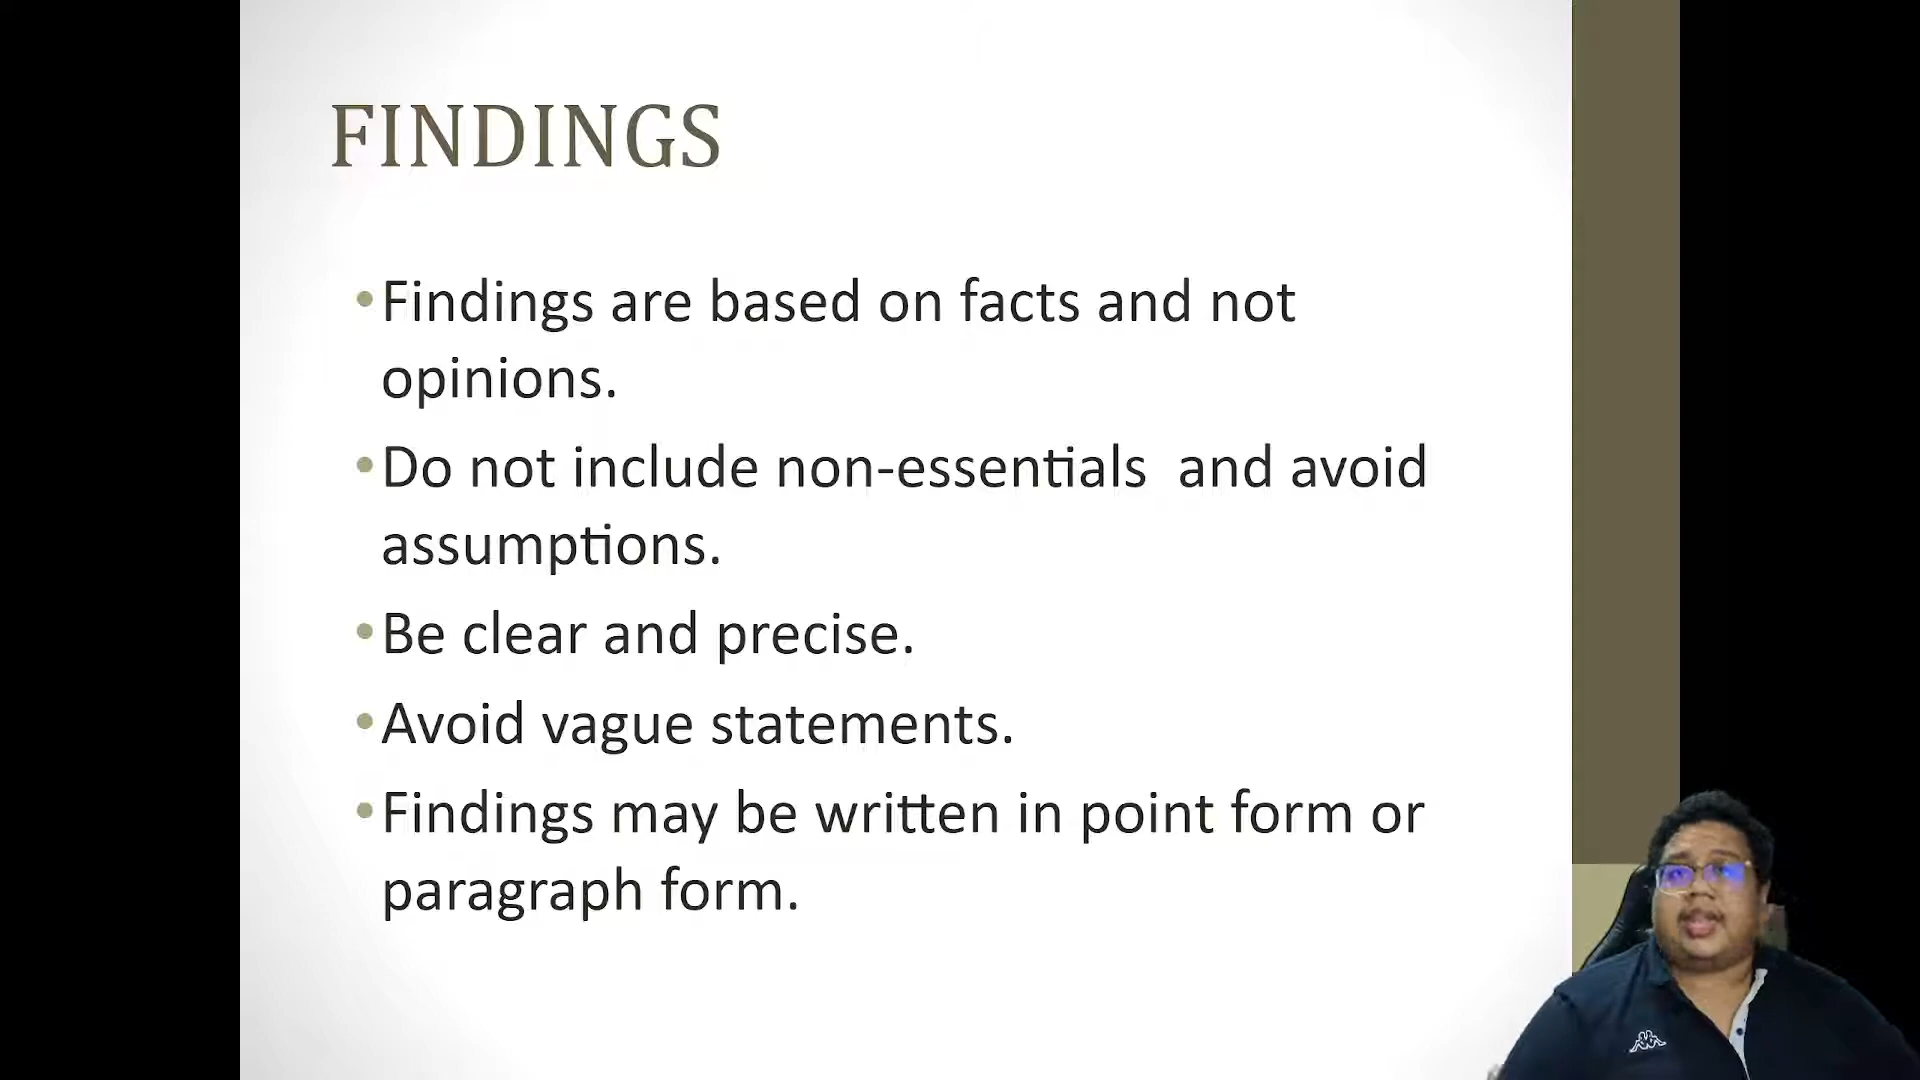 FINDINGS
•Findings are based on facts and not
opinions.
•Do not include non-essentials  and avoid
assumptions.
•Be clear and precise.
•Avoid vague statements.
•Findings may be written in point form or
paragraph form.